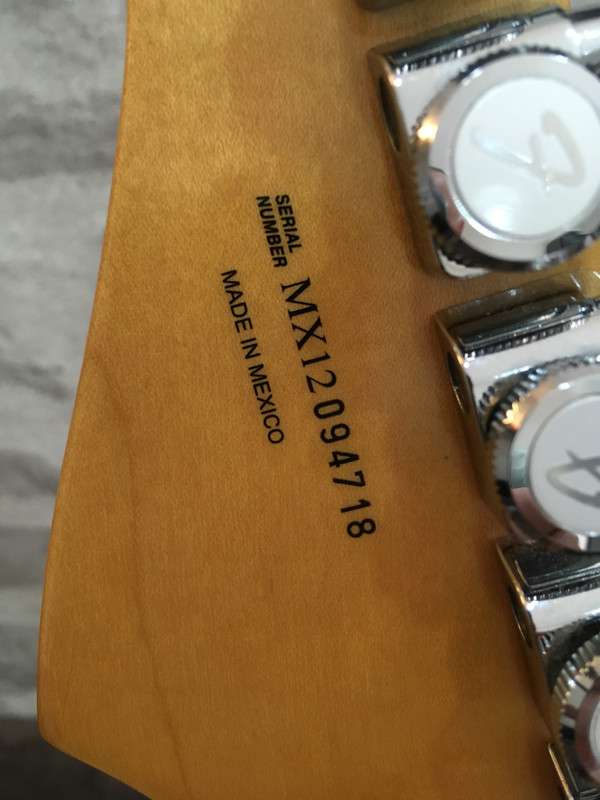 SERIAL
NUMBER
MX12094718
MADE IN MEXICO
F
F